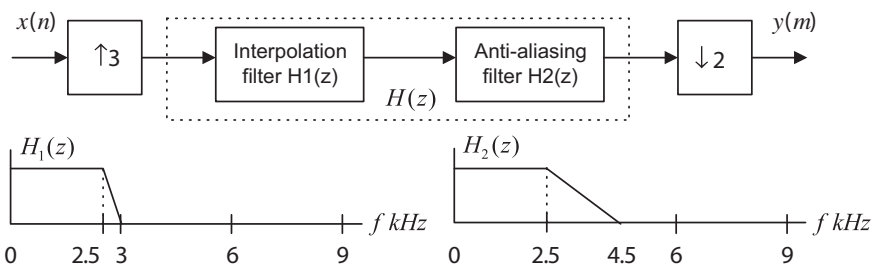 x(n) y(m)
↑3 Interpolation filter H1(z) Anti-aliasing filter H2(z) ↓2
H(z)
H₁(z) H₂(z)
f kHz f kHz
0 2.5 3 6 9 0 2.5 4.5 6 9